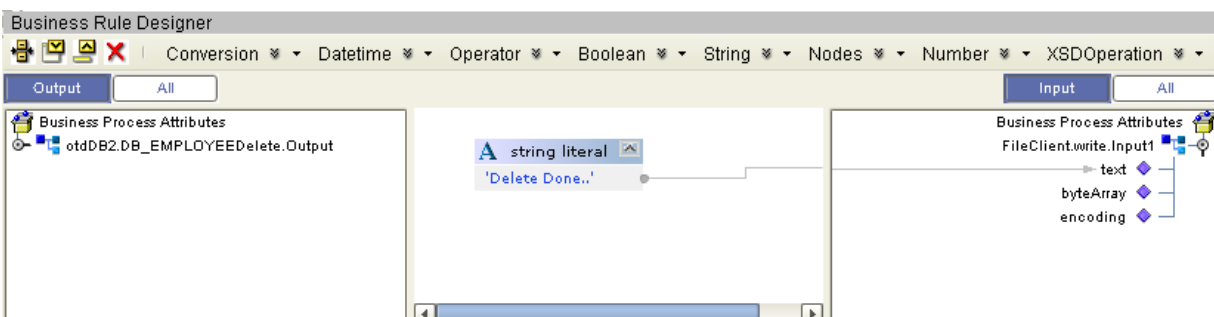 Business Rule Designer
Conversion Datetime Operator Boolean String Nodes Number XSDOperation
Output All Input All
Business Process Attributes
otdDB2.DB_EMPLOYEEDelete.Output
A string literal
'Delete Done..'
Business Process Attributes
FileClient.write.Input1
text
byteArray
encoding